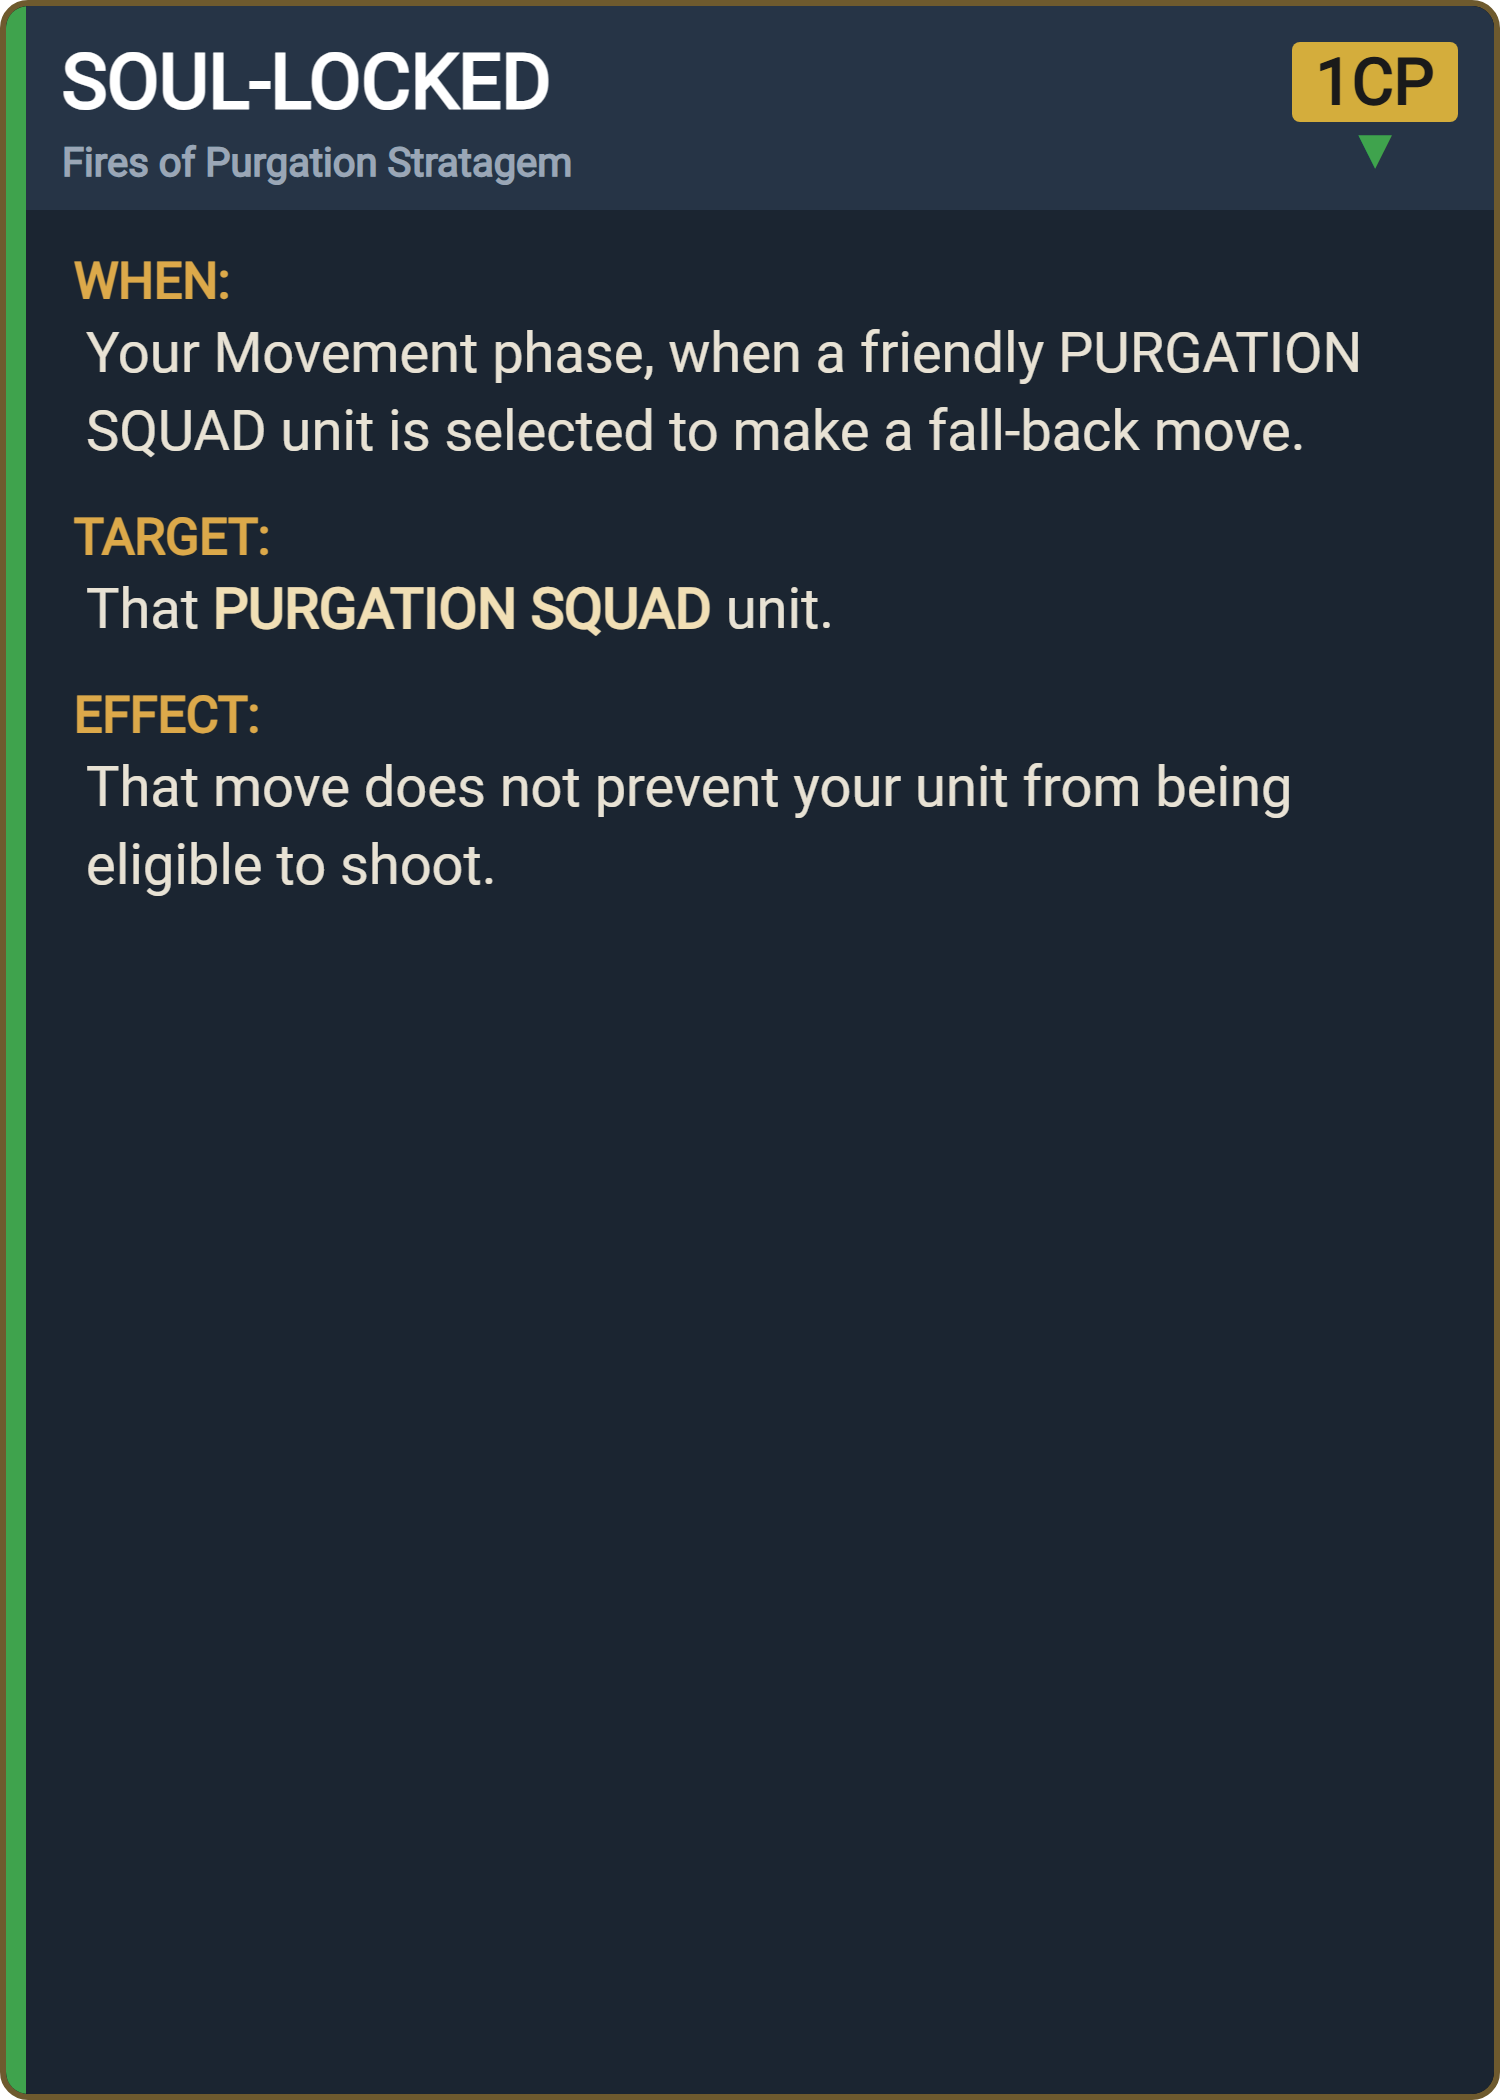 SOUL-LOCKED
1CP
Fires of Purgation Stratagem
WHEN:
Your Movement phase, when a friendly PURGATION
SQUAD unit is selected to make a fall-back move.
TARGET:
That PURGATION SQUAD unit.
EFFECT:
That move does not prevent your unit from being
eligible to shoot.